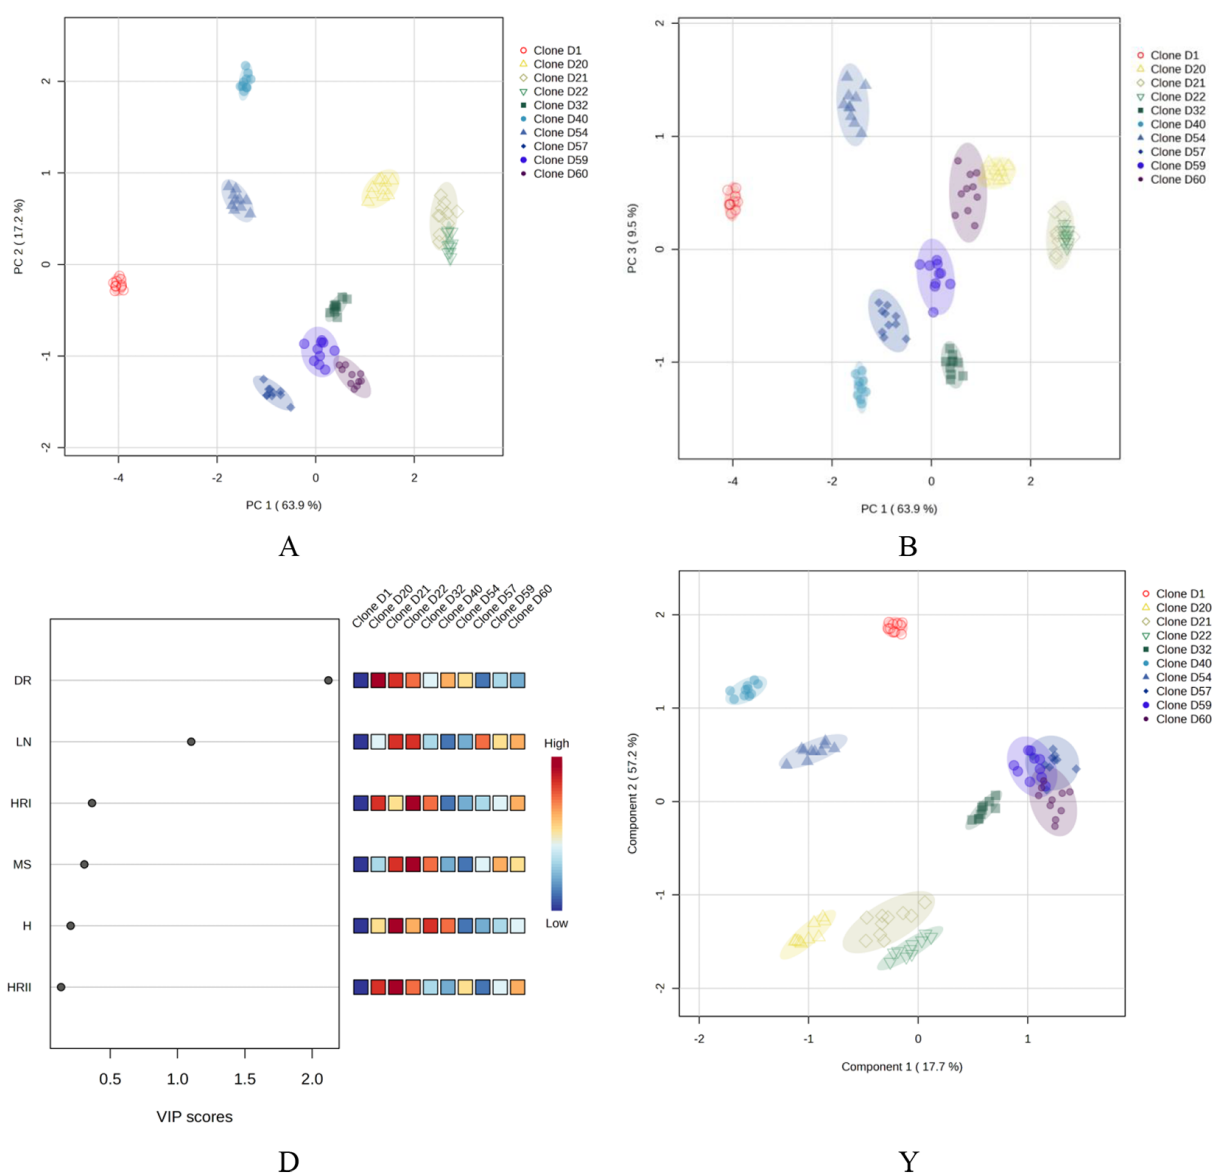 2
1
0
-1
-2
-4
-2
0
2
PC 2 ( 17.2 %)
PC 1 ( 63.9 %)
Clone D1
Clone D20
Clone D21
Clone D22
Clone D32
Clone D40
Clone D54
Clone D57
Clone D59
Clone D60
A
2
1
0
-1
-4
-2
0
2
PC 3 ( 9.5 %)
PC 1 ( 63.9 %)
Clone D1
Clone D20
Clone D21
Clone D22
Clone D32
Clone D40
Clone D54
Clone D57
Clone D59
Clone D60
B
Clone D1
Clone D20
Clone D21
Clone D22
Clone D32
Clone D40
Clone D54
Clone D57
Clone D59
Clone D60
DR
LN
HRI
MS
H
HRII
High
Low
0.5 1.0 1.5 2.0
VIP scores
D
2
1
0
-1
-2
-2
-1
0
1
Component 2 ( 57.2 %)
Component 1 ( 17.7 %)
Clone D1
Clone D20
Clone D21
Clone D22
Clone D32
Clone D40
Clone D54
Clone D57
Clone D59
Clone D60
Y